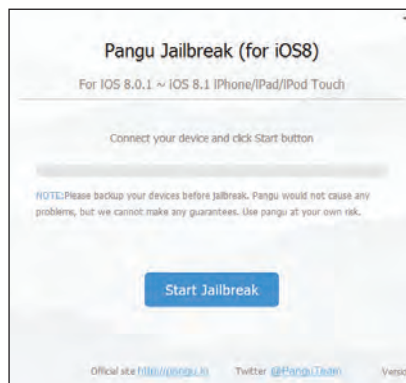 Pangu Jailbreak (for iOS8)
For iOS 8.0.1 ~ iOS 8.1 iPhone/iPad/iPod Touch
Connect your device and click Start button
NOTE:Please backup your devices before jailbreak. Pangu would not cause any
problems, but we cannot make any guarantees. Use pangu at your own risk.
Start Jailbreak
Official site http://pangu.io Twitter @PanguTeam Versio